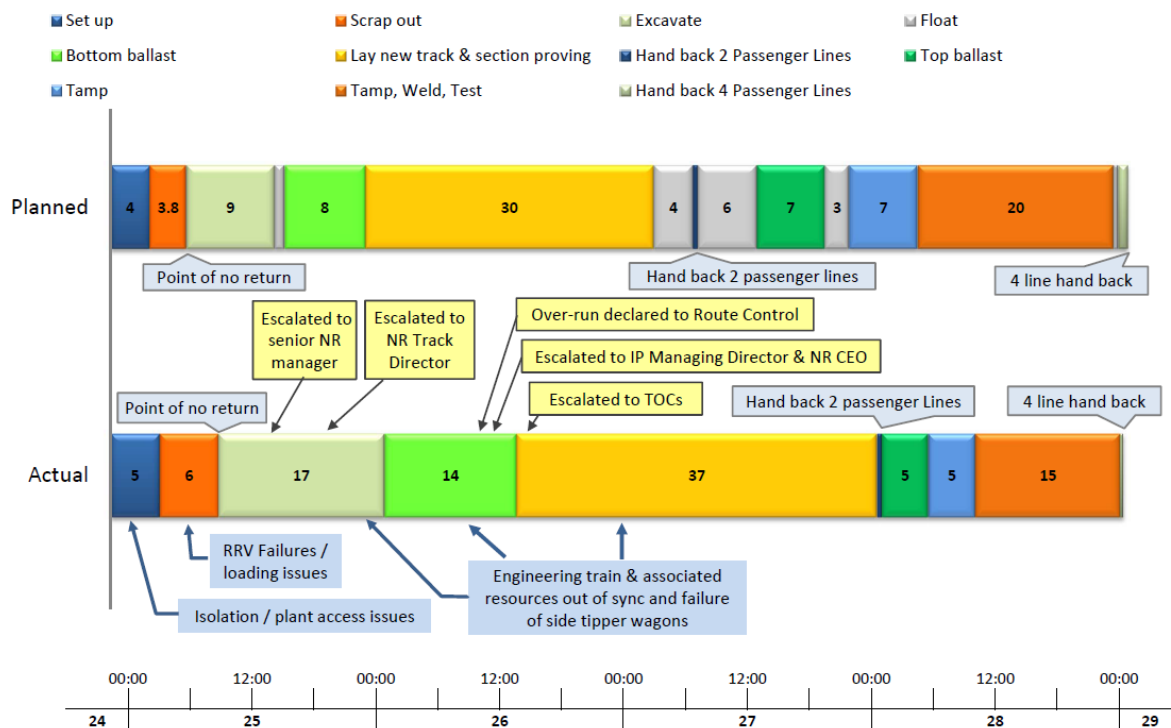 Set up
Scrap out
Excavate
Float
Bottom ballast
Lay new track & section proving
Hand back 2 Passenger Lines
Top ballast
Tamp
Tamp, Weld, Test
Hand back 4 Passenger Lines
Planned
4
3.8
9
8
30
4
6
7
3
7
20
Point of no return
Hand back 2 passenger lines
4 line hand back
Escalated to
senior NR
manager
Escalated to
NR Track
Director
Over-run declared to Route Control
Escalated to IP Managing Director & NR CEO
Escalated to TOCs
Point of no return
Hand back 2 passenger Lines
4 line hand back
Actual
5
6
17
14
37
5
5
15
RRV Failures /
loading issues
Isolation / plant access issues
Engineering train & associated
resources out of sync and failure
of side tipper wagons
00:00
12:00
00:00
12:00
00:00
12:00
00:00
12:00
00:00
24
25
26
27
28
29